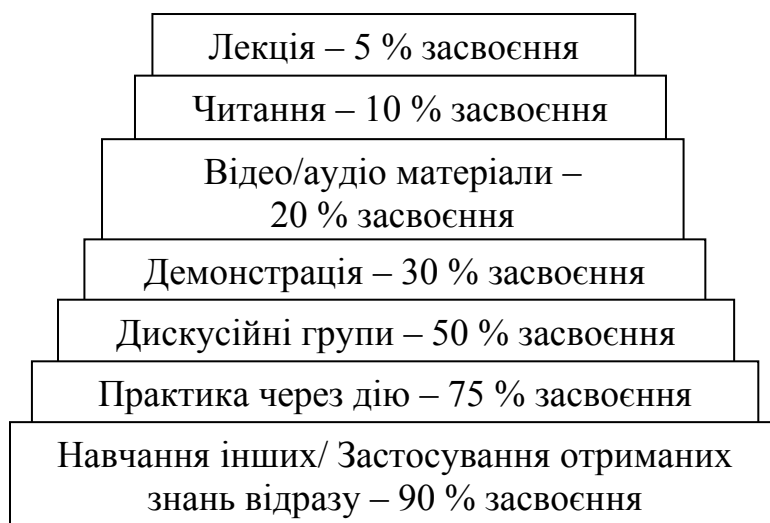 Лекція – 5 % засвоєння
Читання – 10 % засвоєння
Відео/аудіо матеріали –
20 % засвоєння
Демонстрація – 30 % засвоєння
Дискусійні групи – 50 % засвоєння
Практика через дію – 75 % засвоєння
Навчання інших/ Застосування отриманих
знань відразу – 90 % засвоєння